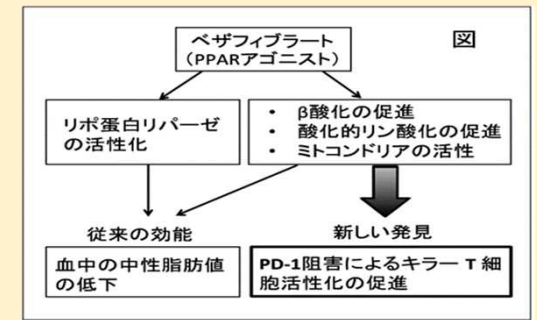 図
ベザフィブラート
(PPARアゴニスト)
リポ蛋白リパーゼ
の活性化
• β酸化の促進
• 酸化的リン酸化の促進
• ミトコンドリアの活性
従来の効能
血中の中性脂肪値
の低下
新しい発見
PD-1阻害によるキラー T 細
胞活性化の促進